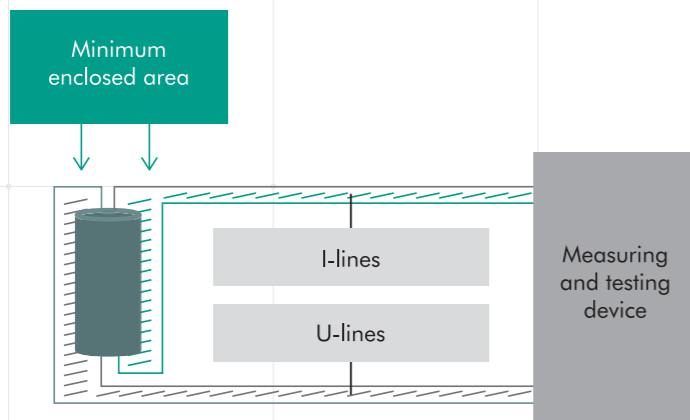 Minimum
enclosed area
I-lines
U-lines
Measuring
and testing
device